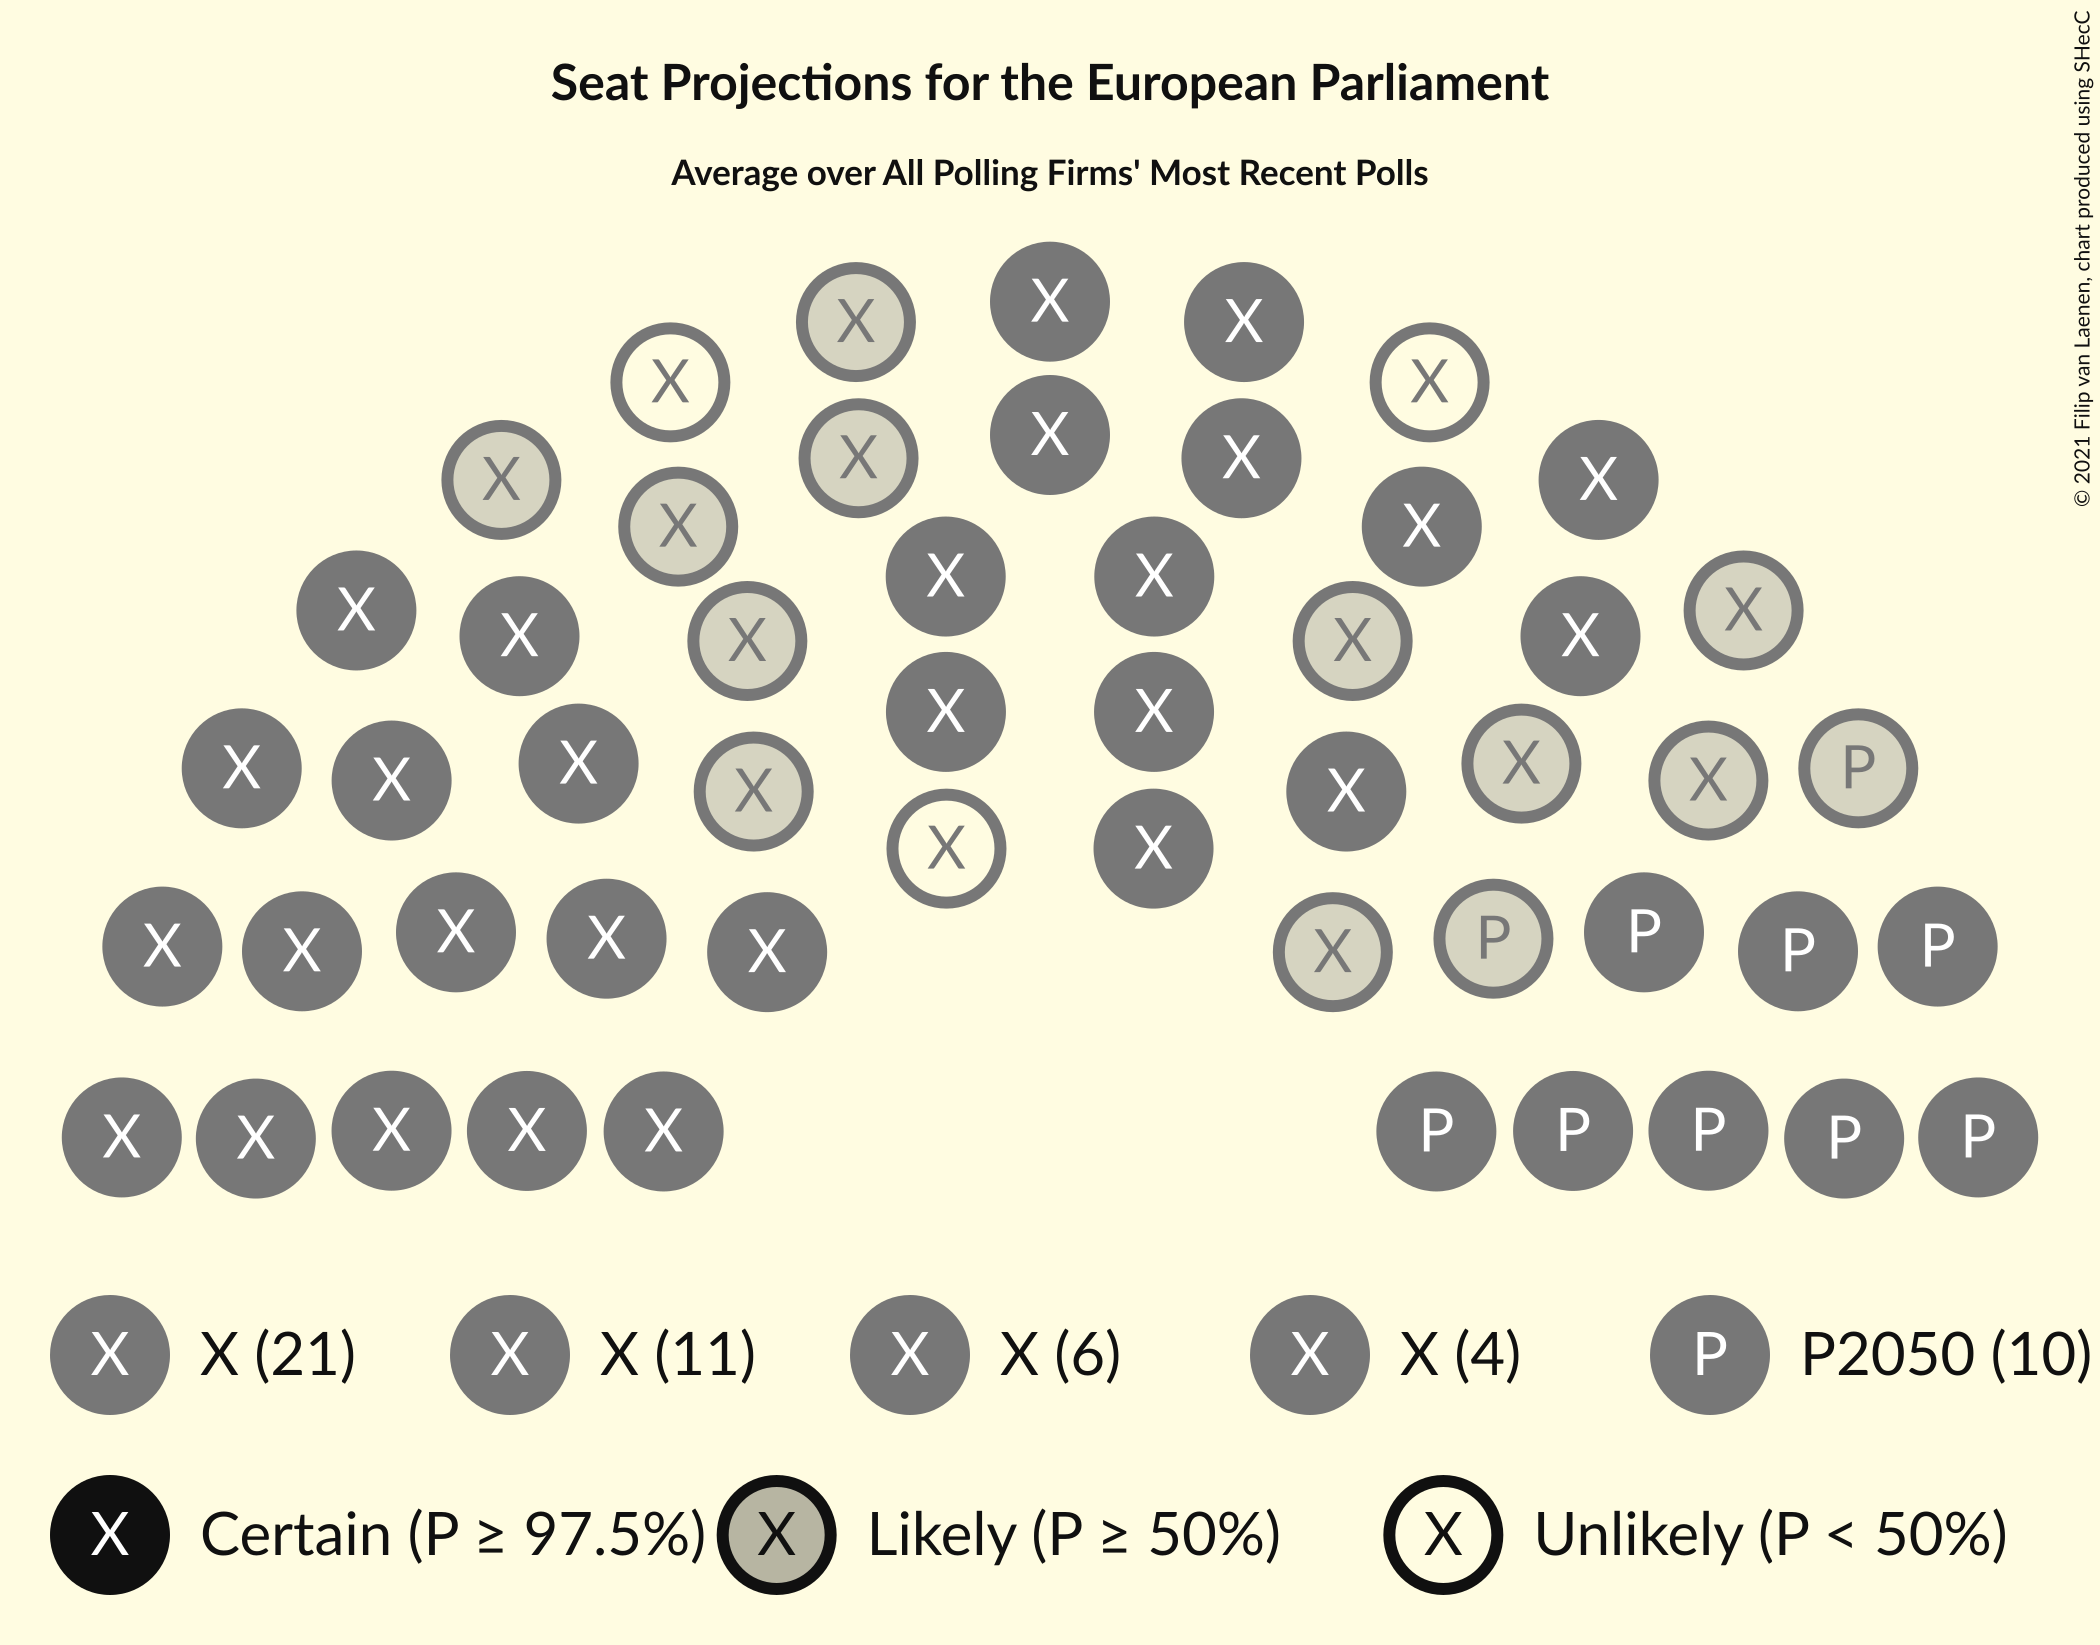 Seat Projections for the European Parliament
Average over All Polling Firms' Most Recent Polls
© 2021 Filip van Laenen, chart produced using SHecC
X X X
X X
X X X
X X
X X
X X
X X X X X X
X X
X X X X X X X P
X X
X X X X X X P P P P
X X X X X P P P P P
X X (21) X X (11) X X (6) X X (4) P P2050 (10)
X Certain (P ≥ 97.5%) X Likely (P ≥ 50%) X Unlikely (P < 50%)